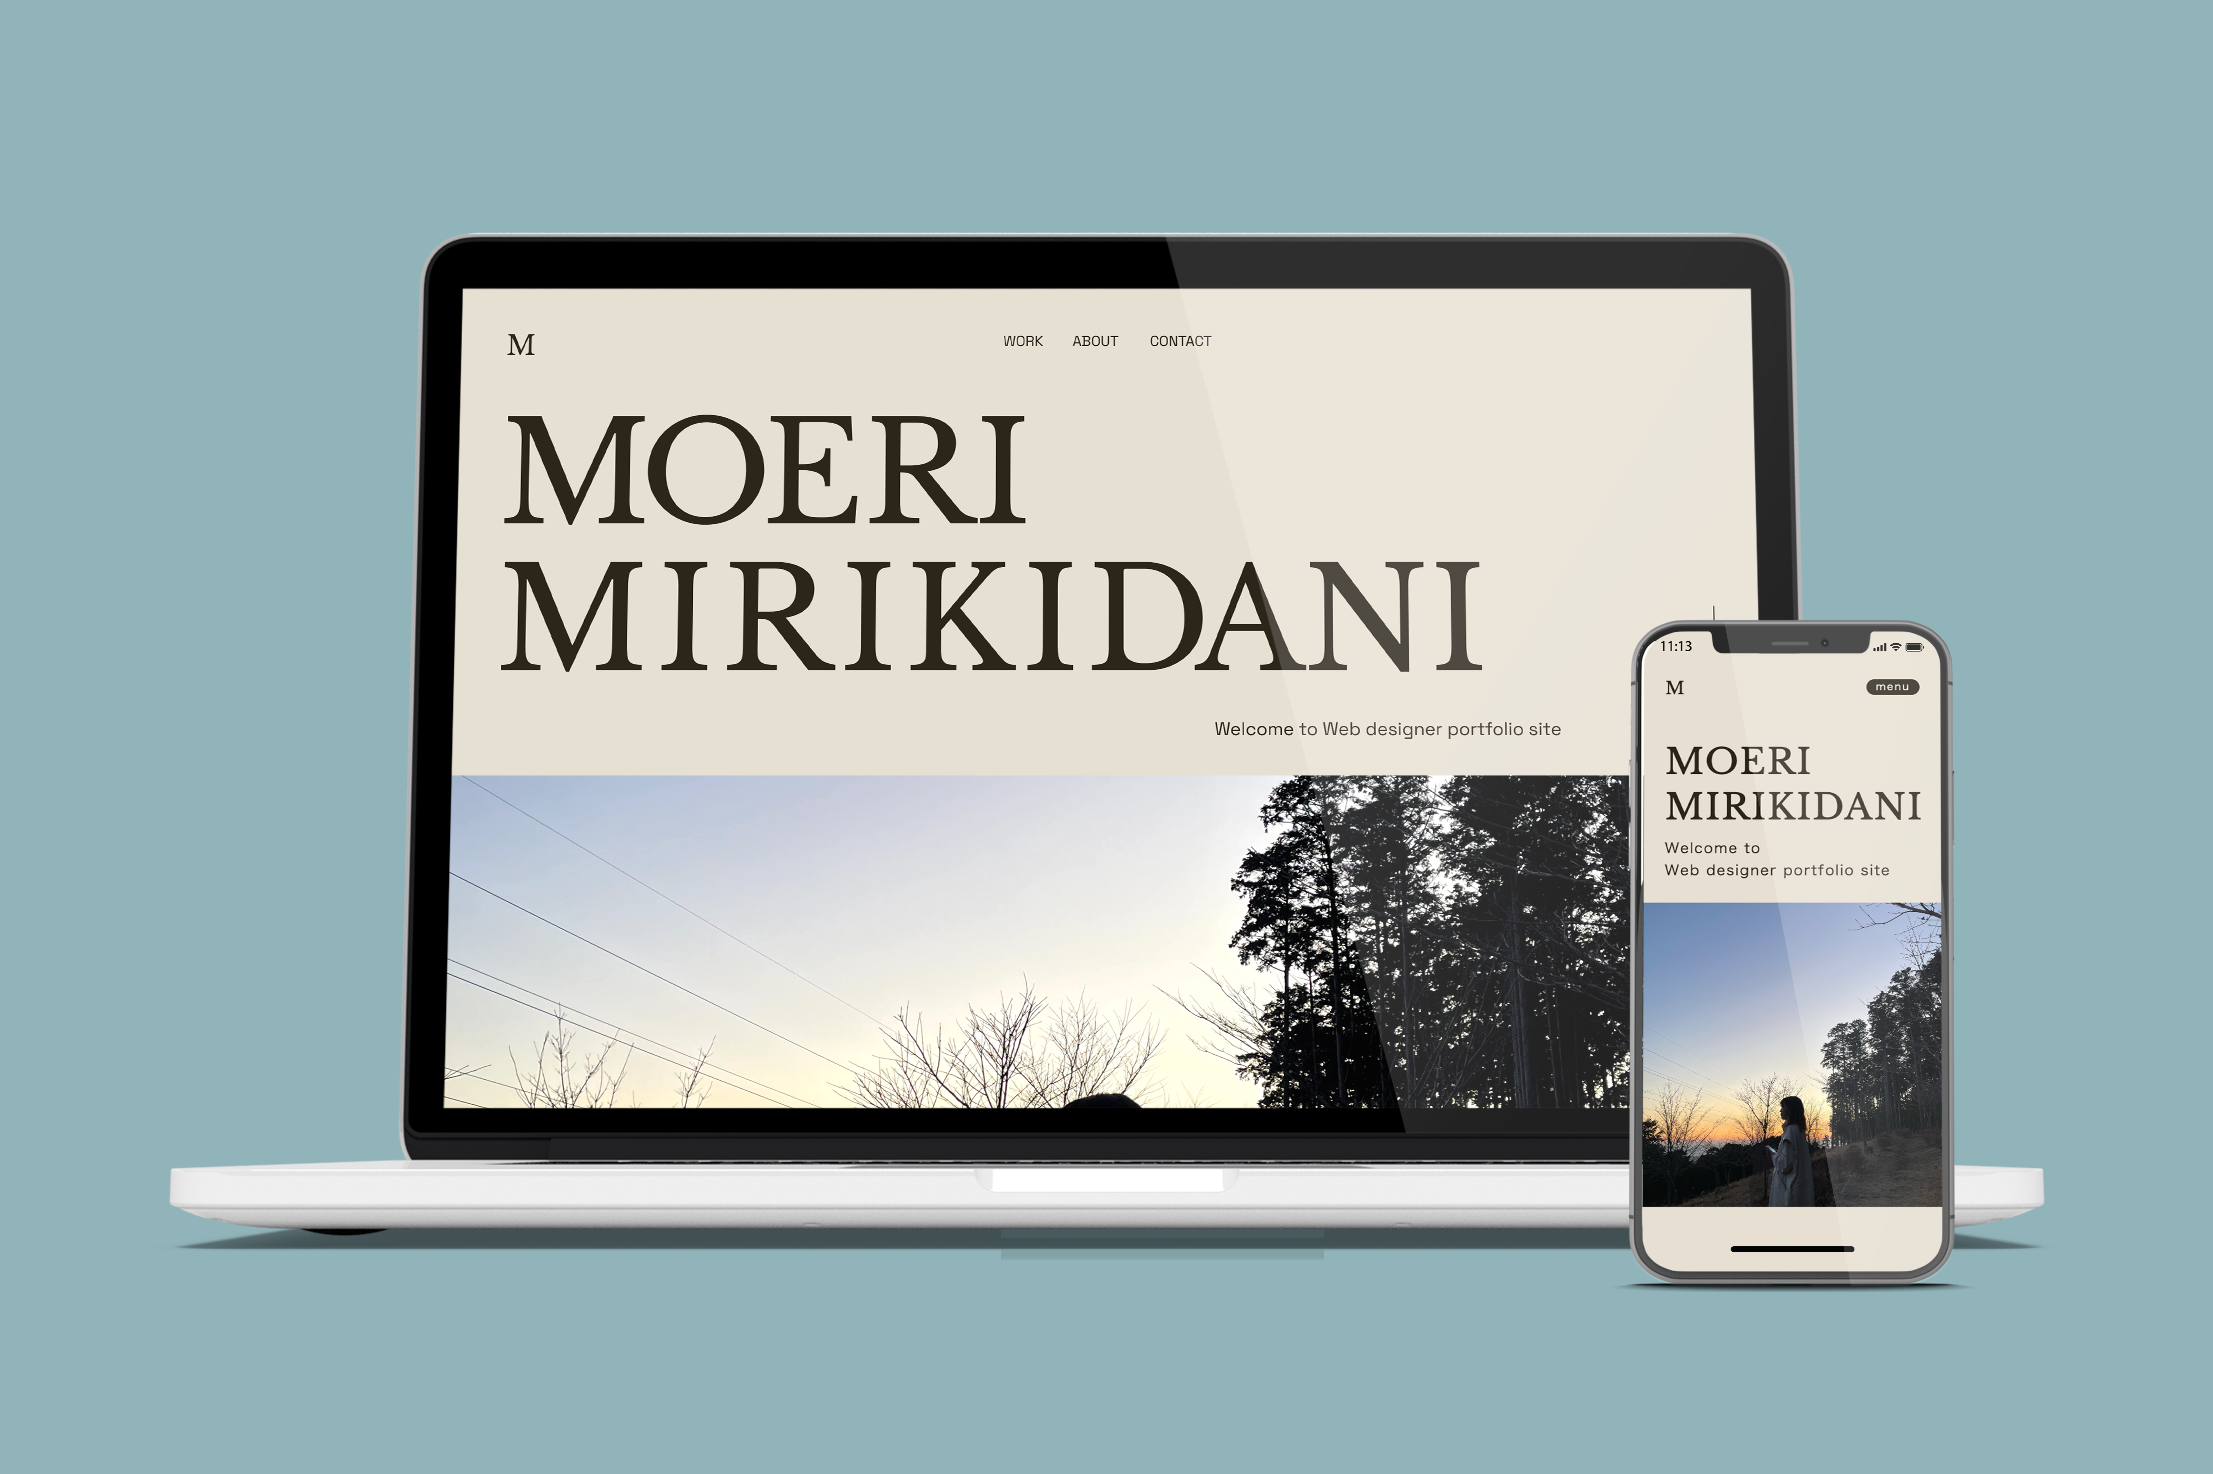 M
WORK ABOUT CONTACT
MOERI
MIRIKIDANI
Welcome to Web designer portfolio site
11:13
M
menu
MOERI
MIRIKIDANI
Welcome to
Web designer portfolio site